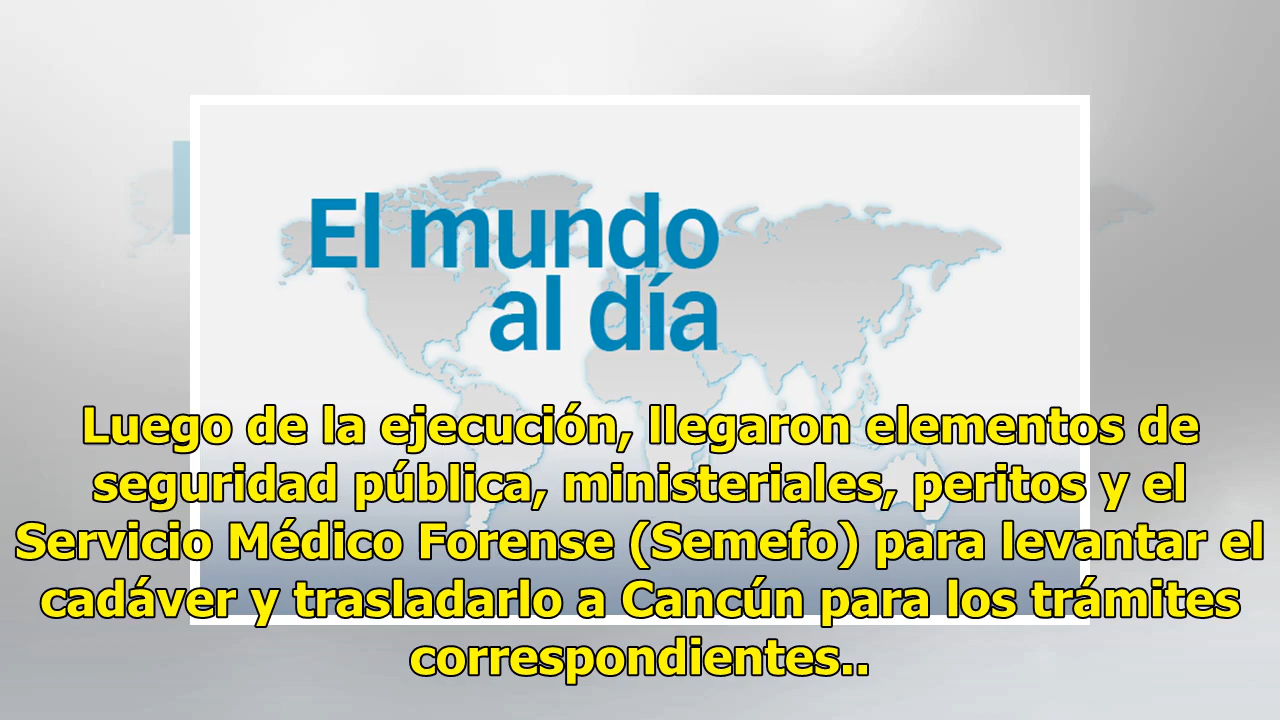 El mundo
al día
Luego de la ejecución, llegaron elementos de
seguridad pública, ministeriales, peritos y el
Servicio Médico Forense (Semefo) para levantar el
cadáver y trasladarlo a Cancún para los trámites
correspondientes..